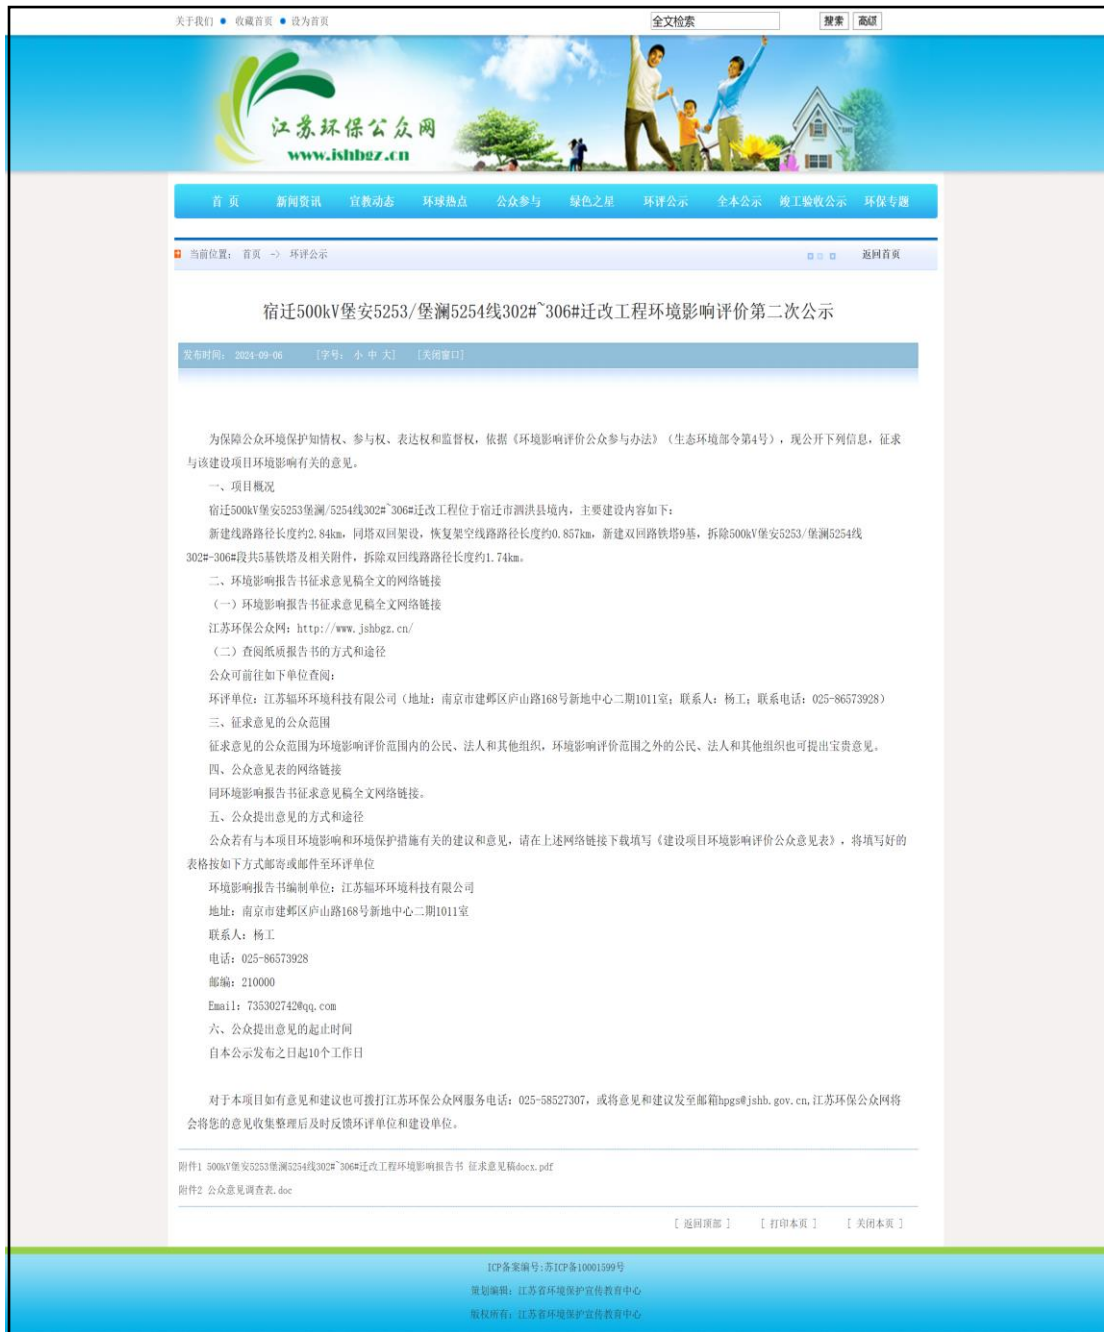 关于我们 ● 收藏首页 ● 设为首页 全文检索 搜索 高级
江苏环保公众网
www.jshbgz.cn
首 页 新闻资讯 宣教动态 环球热点 公众参与 绿色之星 环评公示 全本公示 竣工验收公示 环保专题
当前位置： 首页 -> 环评公示 返回首页
宿迁500kV堡安5253/堡澜5254线302#~306#迁改工程环境影响评价第二次公示
发布时间： 2024-09-06 [字号： 小 中 大] [关闭窗口]
为保障公众环境保护知情权、参与权、表达权和监督权，依据《环境影响评价公众参与办法》（生态环境部令第4号），现公开下列信息，征求
与该建设项目环境影响有关的意见。
一、项目概况
宿迁500kV堡安5253堡澜/5254线302#~306#迁改工程位于宿迁市泗洪县境内，主要建设内容如下：
新建线路路径长度约2.84km，同塔双回架设，恢复架空线路路径长度约0.857km，新建双回路铁塔9基，拆除500kV堡安5253/堡澜5254线
302#-306#段共5基铁塔及相关附件，拆除双回线路路径长度约1.74km。
二、环境影响报告书征求意见稿全文的网络链接
（一）环境影响报告书征求意见稿全文网络链接
江苏环保公众网：http://www.jshbgz.cn/
（二）查阅纸质报告书的方式和途径
公众可前往如下单位查阅：
环评单位：江苏辐环环境科技有限公司（地址：南京市建邺区庐山路168号新地中心二期1011室；联系人：杨工；联系电话：025-86573928）
三、征求意见的公众范围
征求意见的公众范围为环境影响评价范围内的公民、法人和其他组织，环境影响评价范围之外的公民、法人和其他组织也可提出宝贵意见。
四、公众意见表的网络链接
同环境影响报告书征求意见稿全文网络链接。
五、公众提出意见的方式和途径
公众若有与本项目环境影响和环境保护措施有关的建议和意见，请在上述网络链接下载填写《建设项目环境影响评价公众意见表》，将填写好的
表格按如下方式邮寄或邮件至环评单位
环境影响报告书编制单位：江苏辐环环境科技有限公司
地址：南京市建邺区庐山路168号新地中心二期1011室
联系人：杨工
电话：025-86573928
邮编：210000
Email：735302742@qq.com
六、公众提出意见的起止时间
自本公示发布之日起10个工作日
对于本项目如有意见和建议也可拨打江苏环保公众网服务电话：025-58527307，或将意见和建议发至邮箱hpgs@jshb.gov.cn,江苏环保公众网将
会将您的意见收集整理后及时反馈环评单位和建设单位。
附件1 500kV堡安5253堡澜5254线302#~306#迁改工程环境影响报告书 征求意见稿docx.pdf
附件2 公众意见调查表.doc
[ 返回顶部 ] [ 打印本页 ] [ 关闭本页 ]
ICP备案编号:苏ICP备10001599号
策划编辑：江苏省环境保护宣传教育中心
版权所有：江苏省环境保护宣传教育中心